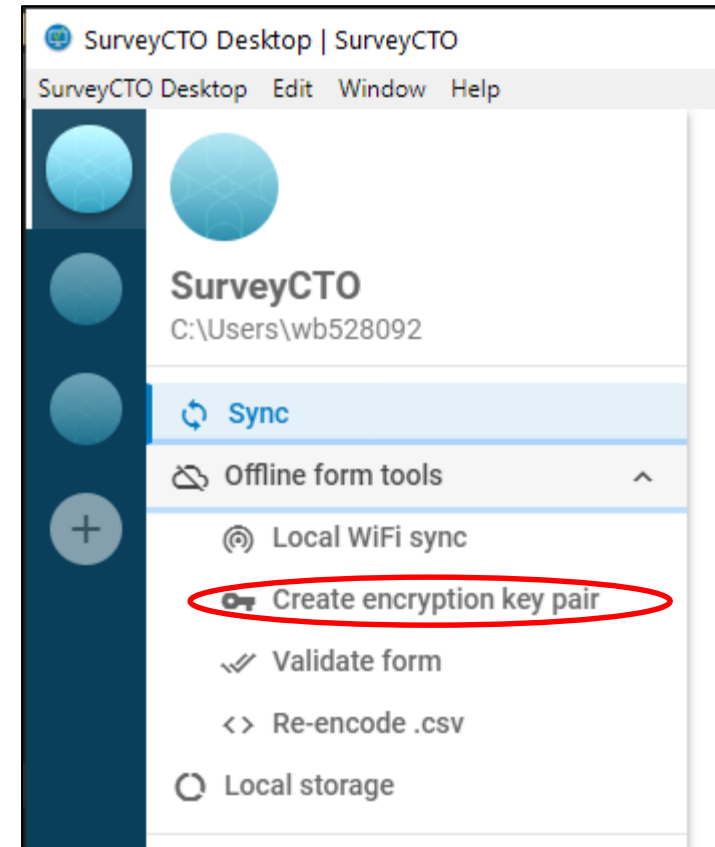 SurveyCTO Desktop | SurveyCTO
SurveyCTO Desktop Edit Window Help
SurveyCTO
C:\Users\wb528092
Sync
Offline form tools
Local WiFi sync
Create encryption key pair
Validate form
Re-encode .csv
Local storage